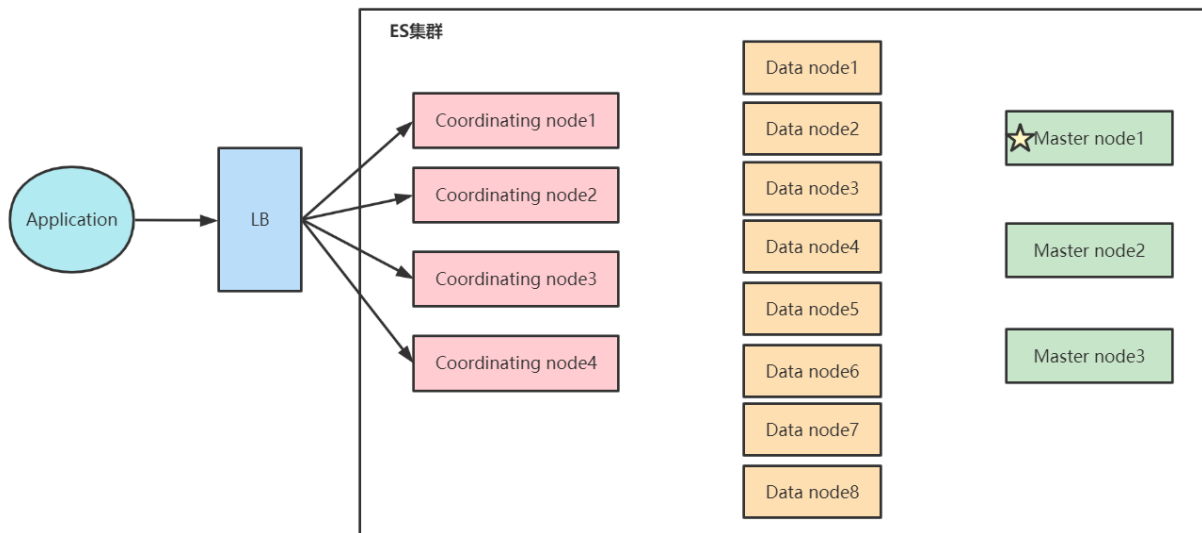 ES集群
Application
LB
Coordinating node1
Coordinating node2
Coordinating node3
Coordinating node4
Data node1
Data node2
Data node3
Data node4
Data node5
Data node6
Data node7
Data node8
Master node1
Master node2
Master node3